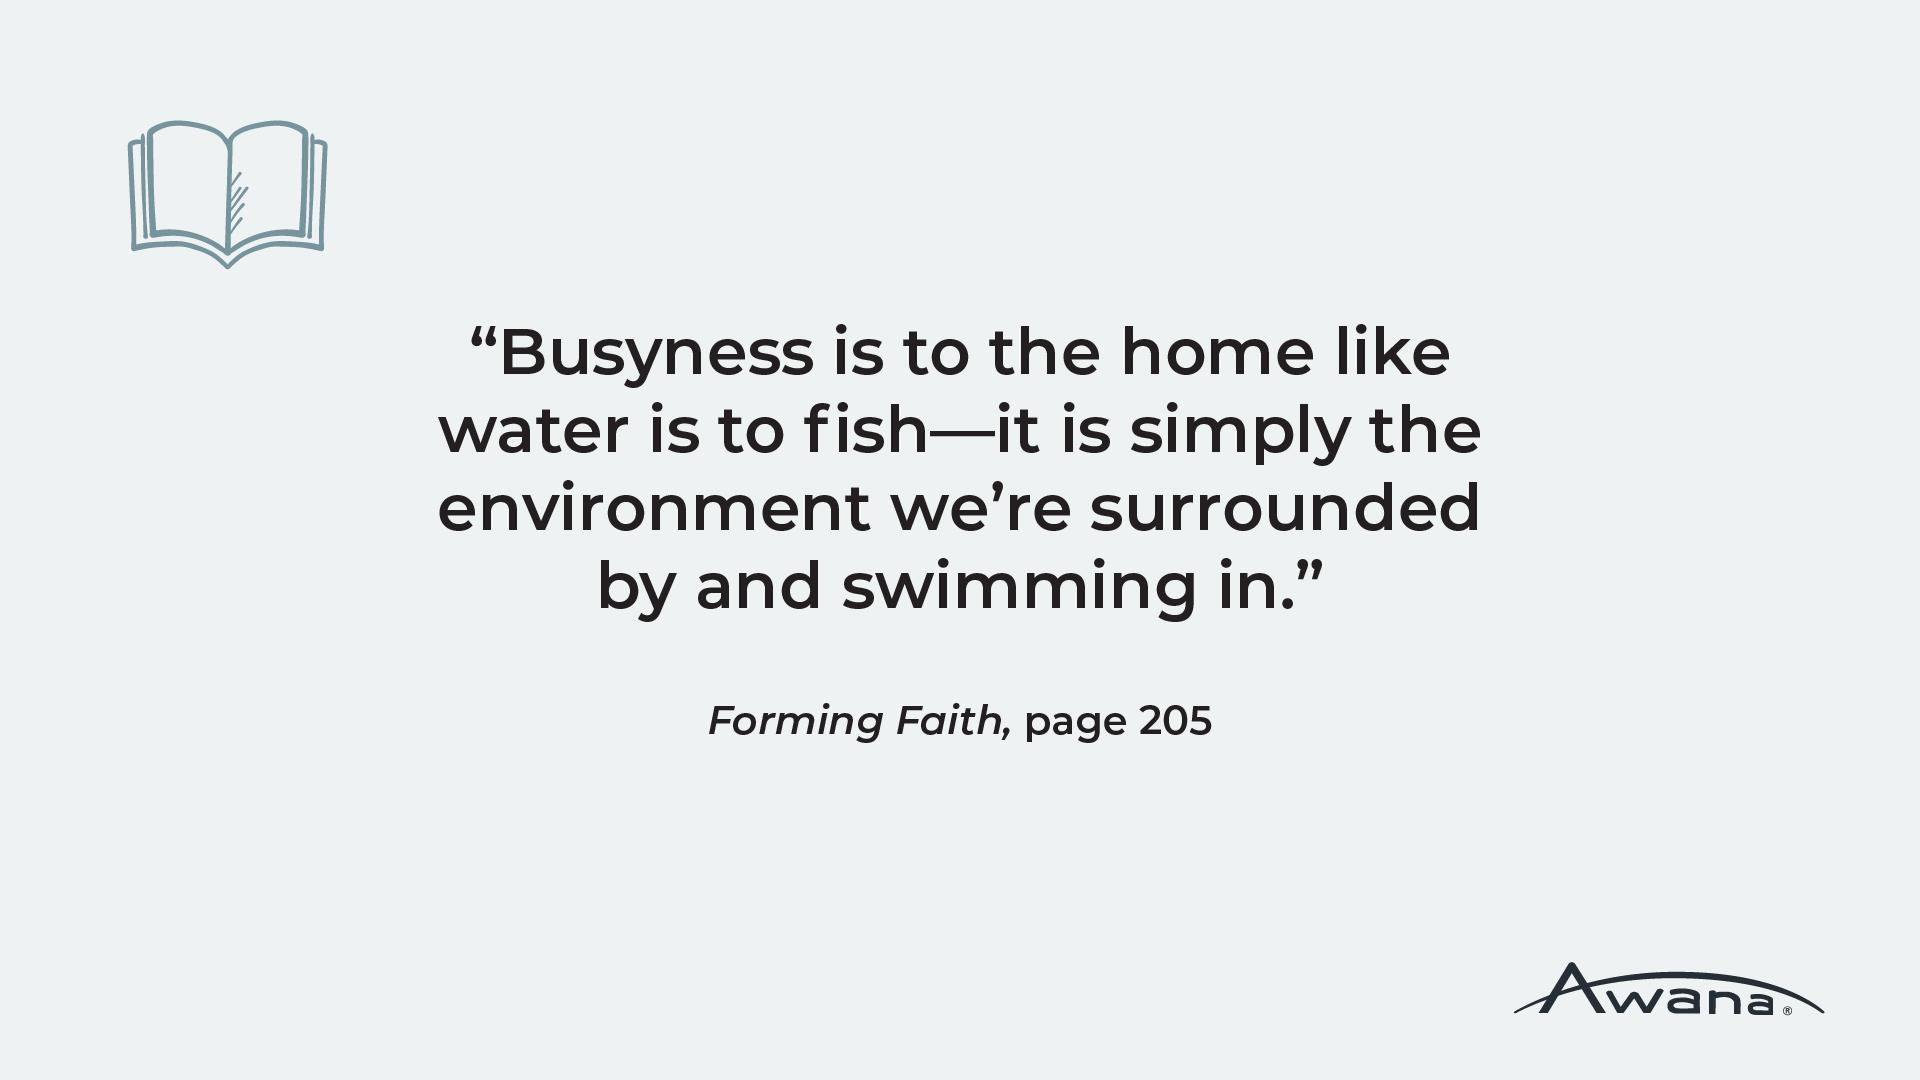 “Busyness is to the home like
water is to fish—it is simply the
environment we’re surrounded
by and swimming in.”
Forming Faith, page 205
Awana®